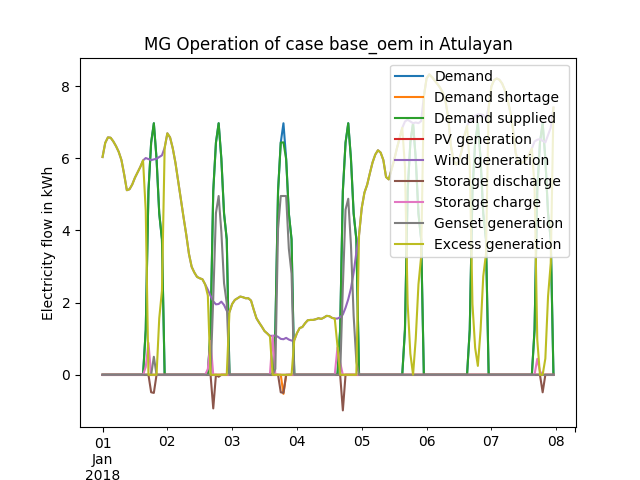 MG Operation of case base_oem in Atulayan
Electricity flow in kWh
8
6
4
2
0
Demand
Demand shortage
Demand supplied
PV generation
Wind generation
Storage discharge
Storage charge
Genset generation
Excess generation
01 02 03 04 05 06 07 08
Jan
2018